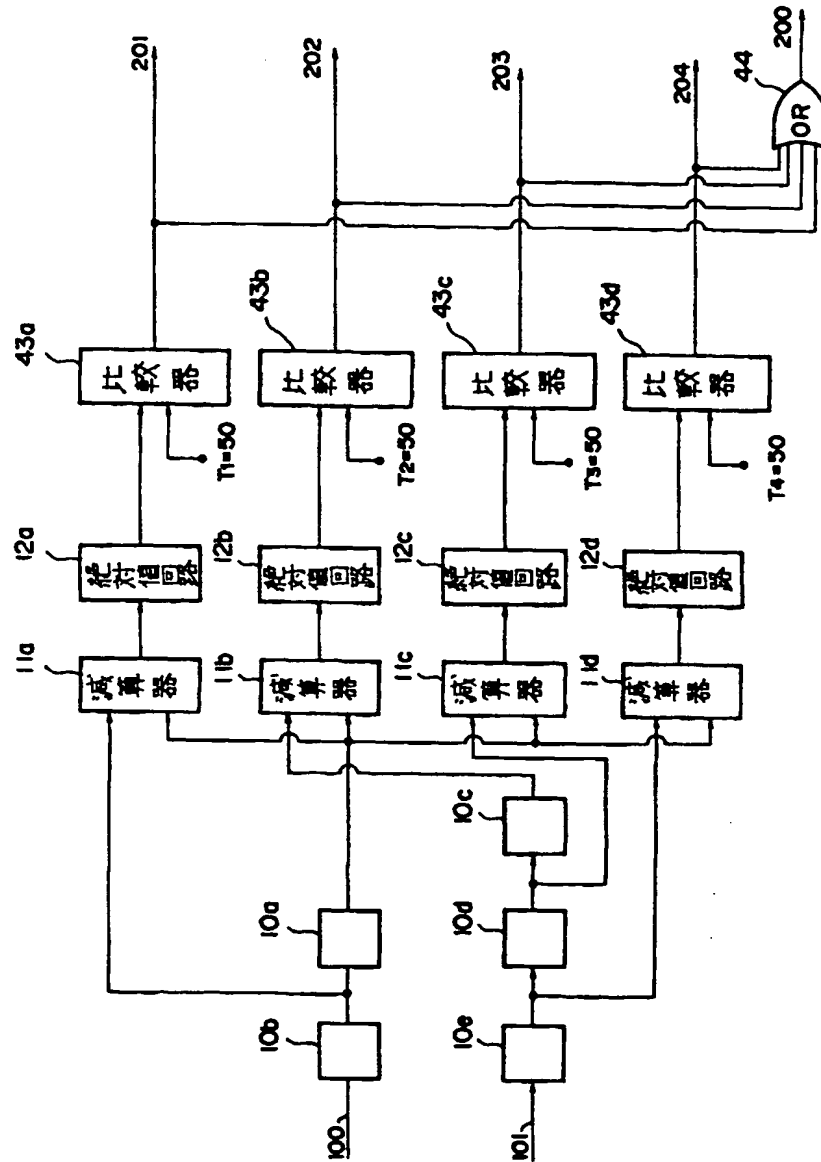 100
10b
10a
101
10e
10d
10c
11a
減算器
12a
絶対値回路
T1=50
43a
比較器
201
11b
減算器
12b
絶対値回路
T2=50
43b
比較器
202
11c
減算器
12c
絶対値回路
T3=50
43c
比較器
203
11d
減算器
12d
絶対値回路
T4=50
43d
比較器
204
44
OR
200